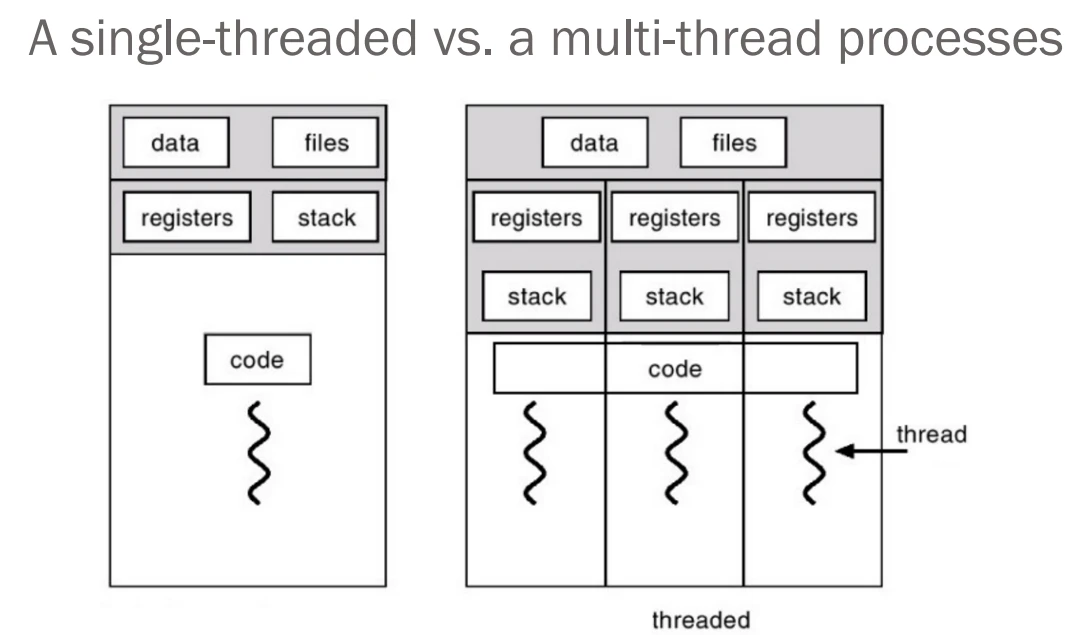 A single-threaded vs. a multi-thread processes
data files
registers stack
code
data files
registers registers registers
stack stack stack
code
thread
threaded